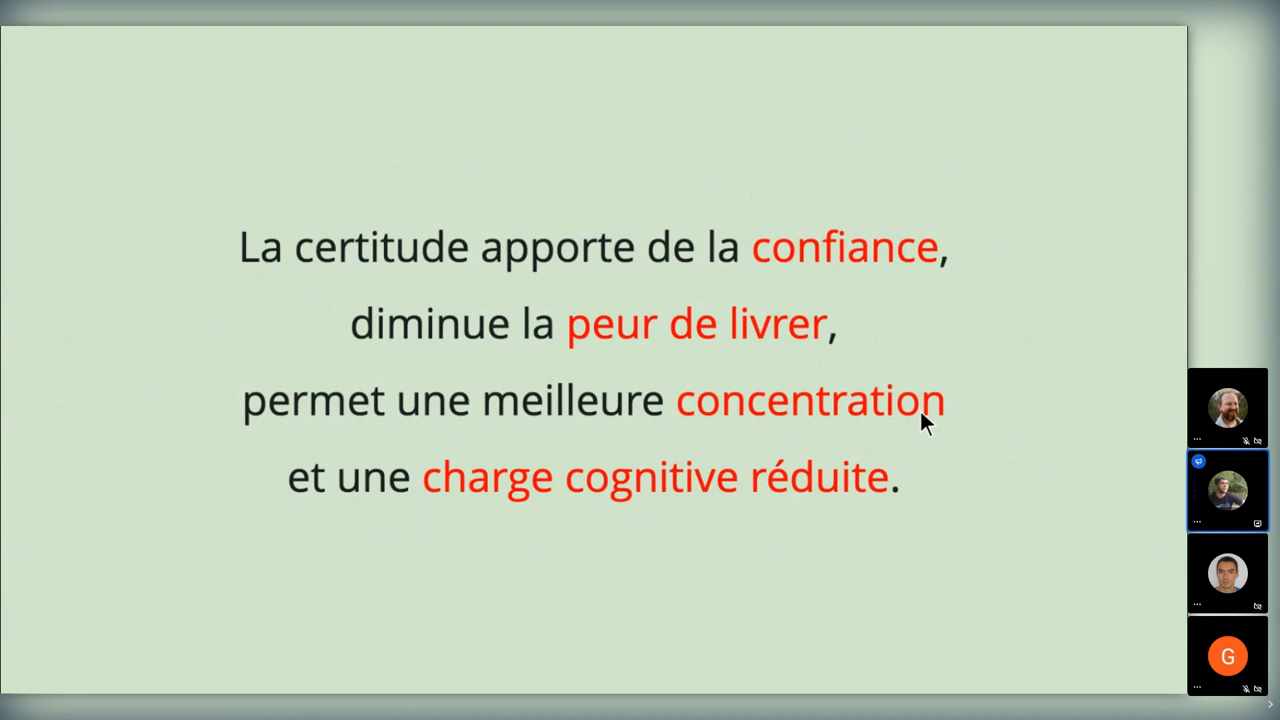 La certitude apporte de la confiance,
diminue la peur de livrer,
permet une meilleure concentration
et une charge cognitive réduite.
G